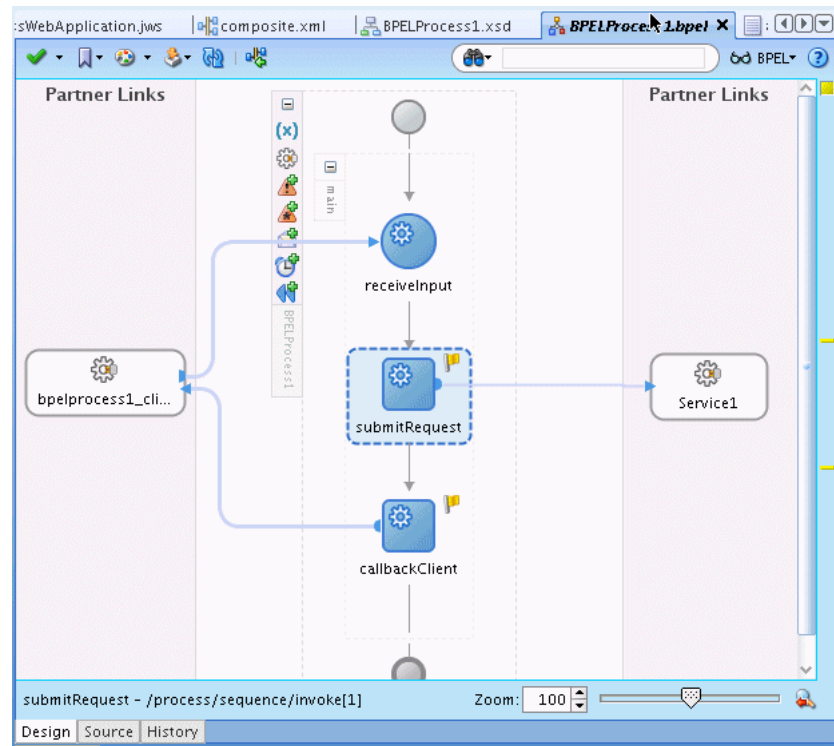 :sWebApplication.jws composite.xml BPELProcess1.xsd BPELProcess1.bpel
BPEL
Partner Links Partner Links
(x)
main
receiveInput
BPELProcess1
bpelprocess1_cli...
submitRequest
Service1
callbackClient
submitRequest - /process/sequence/invoke[1] Zoom: 100
Design Source History